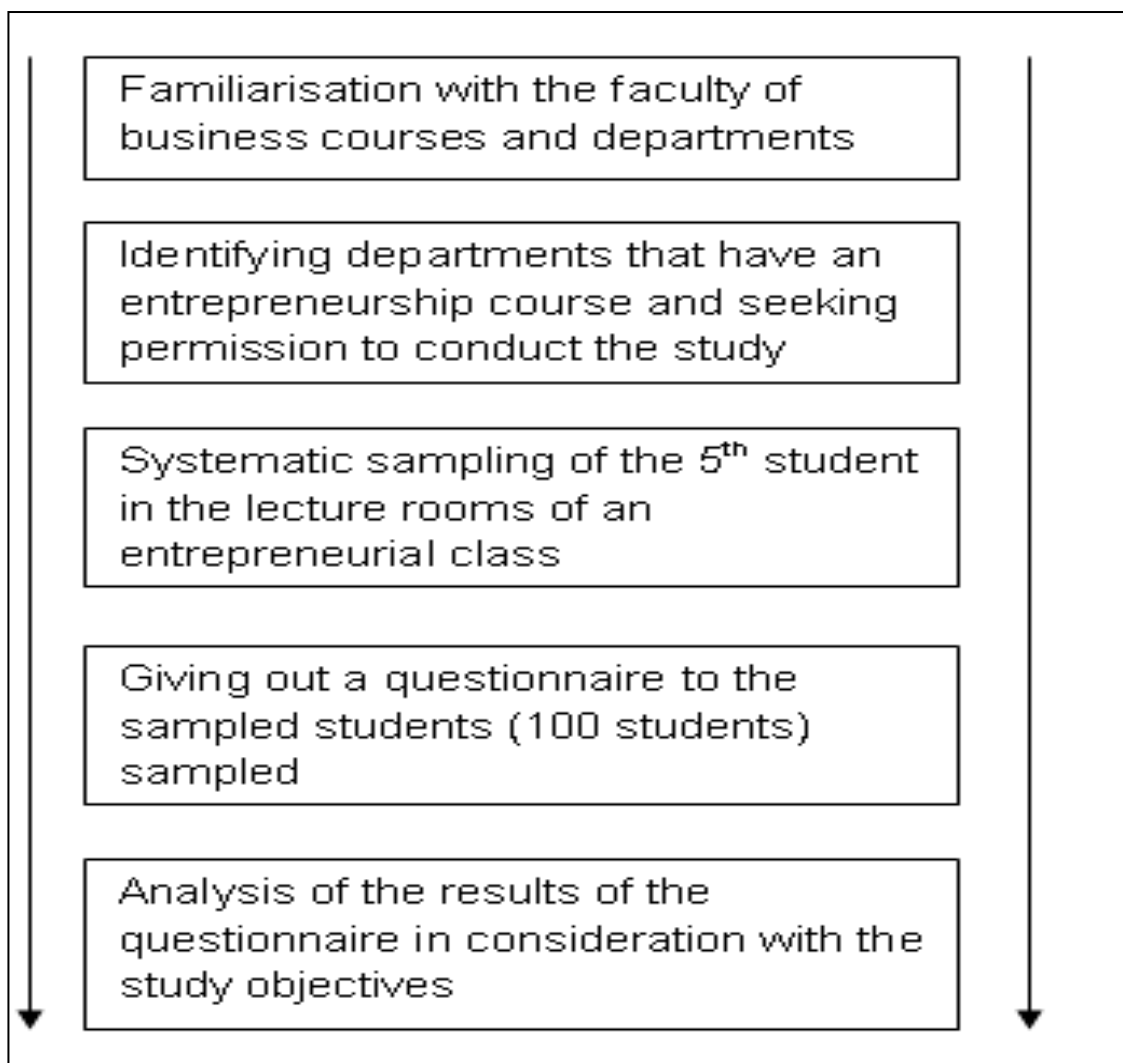 Familiarisation with the faculty of
business courses and departments
Identifying departments that have an
entrepreneurship course and seeking
permission to conduct the study
Systematic sampling of the 5th student
in the lecture rooms of an
entrepreneurial class
Giving out a questionnaire to the
sampled students (100 students)
sampled
Analysis of the results of the
questionnaire in consideration with the
study objectives